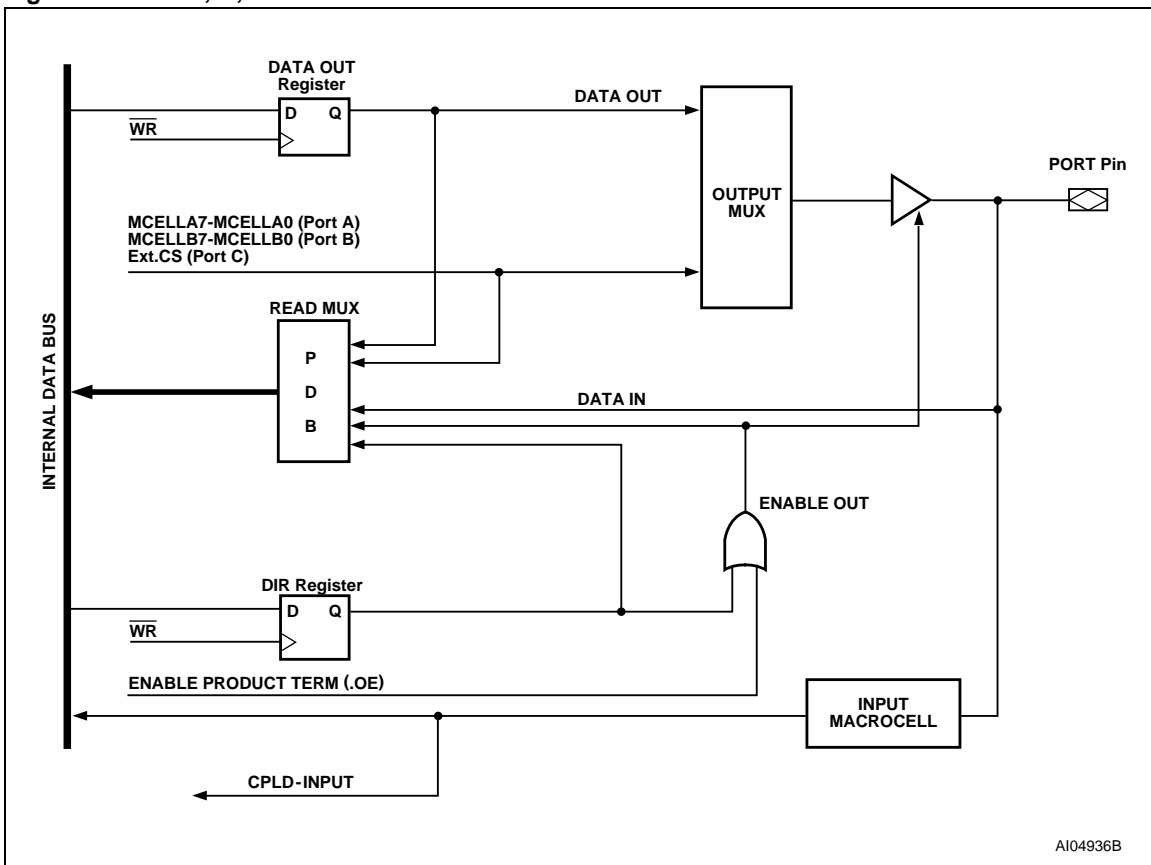 DATA OUT
Register
D Q
WR
DATA OUT
OUTPUT
MUX
PORT Pin
MCELLA7-MCELLA0 (Port A)
MCELLB7-MCELLB0 (Port B)
Ext.CS (Port C)
READ MUX
P
D
B
INTERNAL DATA BUS
DATA IN
ENABLE OUT
DIR Register
D Q
WR
ENABLE PRODUCT TERM (.OE)
INPUT
MACROCELL
CPLD-INPUT
AI04936B